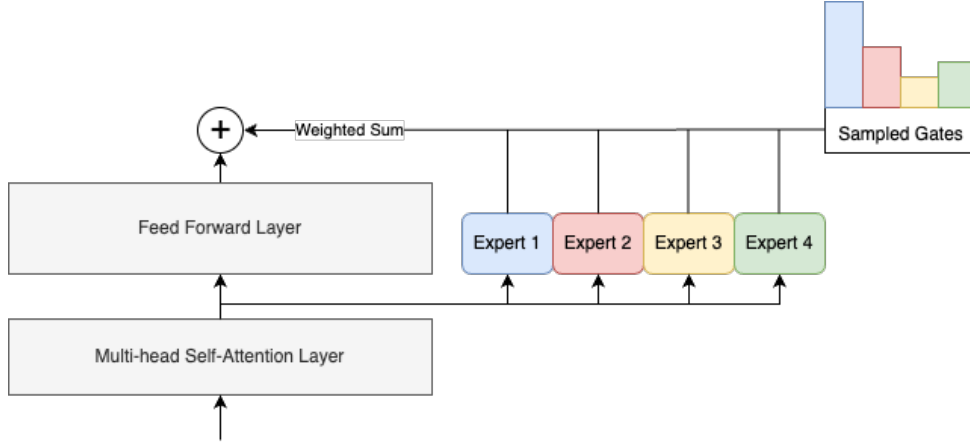 Sampled Gates
+
Weighted Sum
Feed Forward Layer
Expert 1
Expert 2
Expert 3
Expert 4
Multi-head Self-Attention Layer